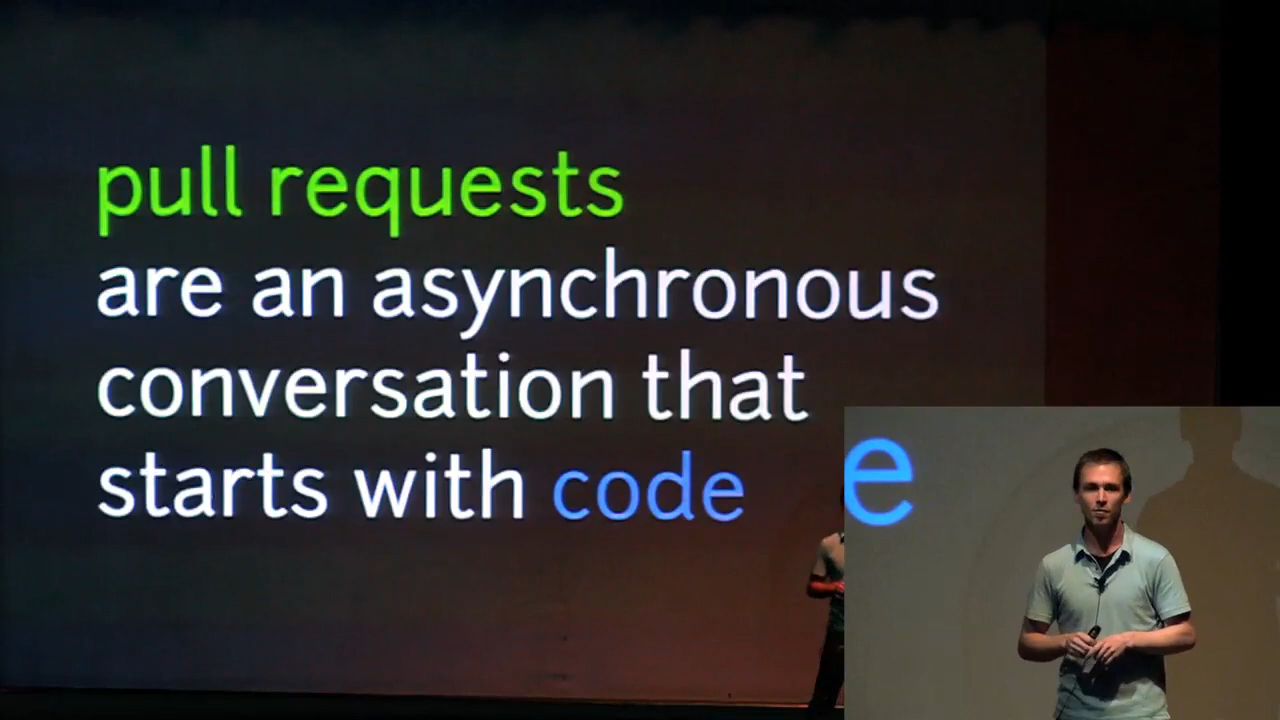 pull requests
are an asynchronous
conversation that
starts with code
e